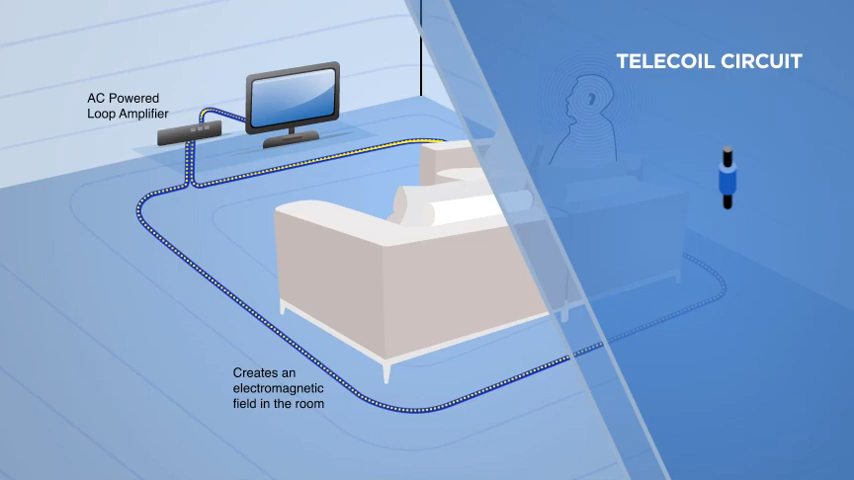 TELECOIL CIRCUIT
AC Powered
Loop Amplifier
Creates an
electromagnetic
field in the room